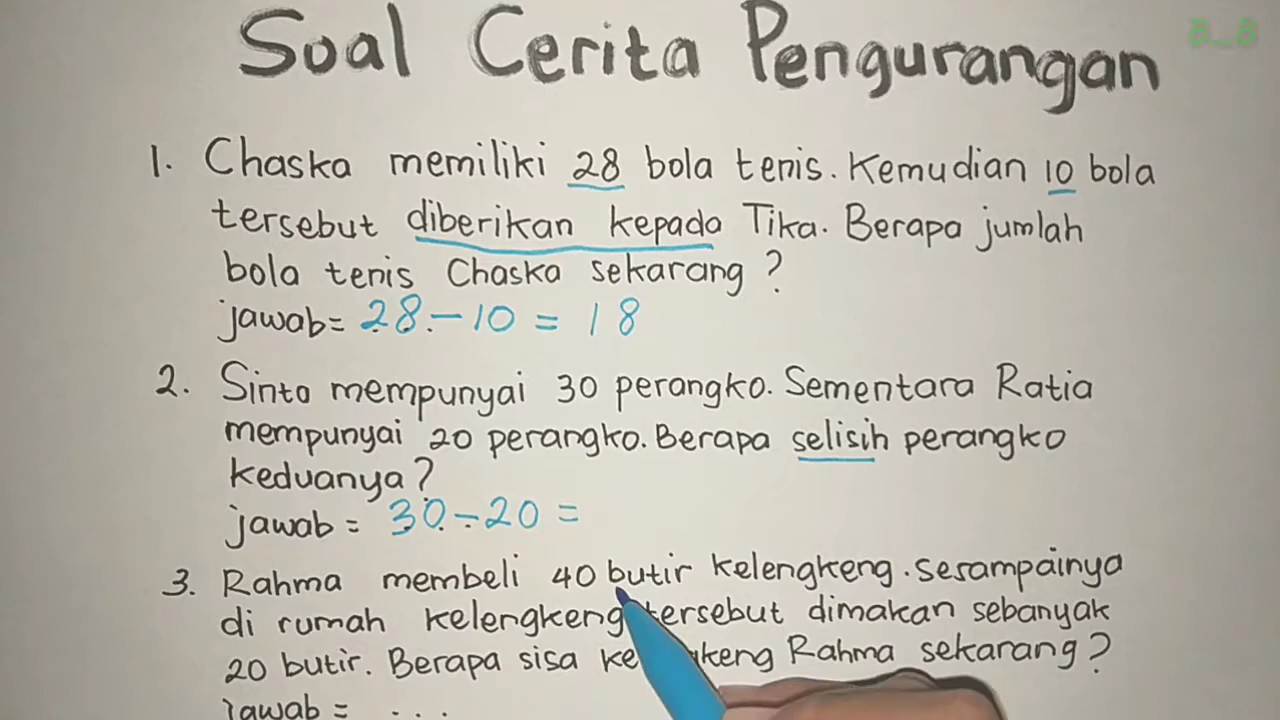 Soal Cerita Pengurangan
B_B
1. Chaska memiliki 28 bola tenis. Kemudian 10 bola
tersebut diberikan kepada Tika. Berapa jumlah
bola tenis Chaska sekarang?
jawab= 28-10 = 18
2. Sinto mempunyai 30 perangko. Sementara Ratia
mempunyai 20 perangko. Berapa selisih perangko
keduanya?
jawab = 30-20 =
3. Rahma membeli 40 butir kelengkeng. Sesampainya
di rumah kelengkeng tersebut dimakan sebanyak
20 butir. Berapa sisa Rahma sekarang?
jawab = ...